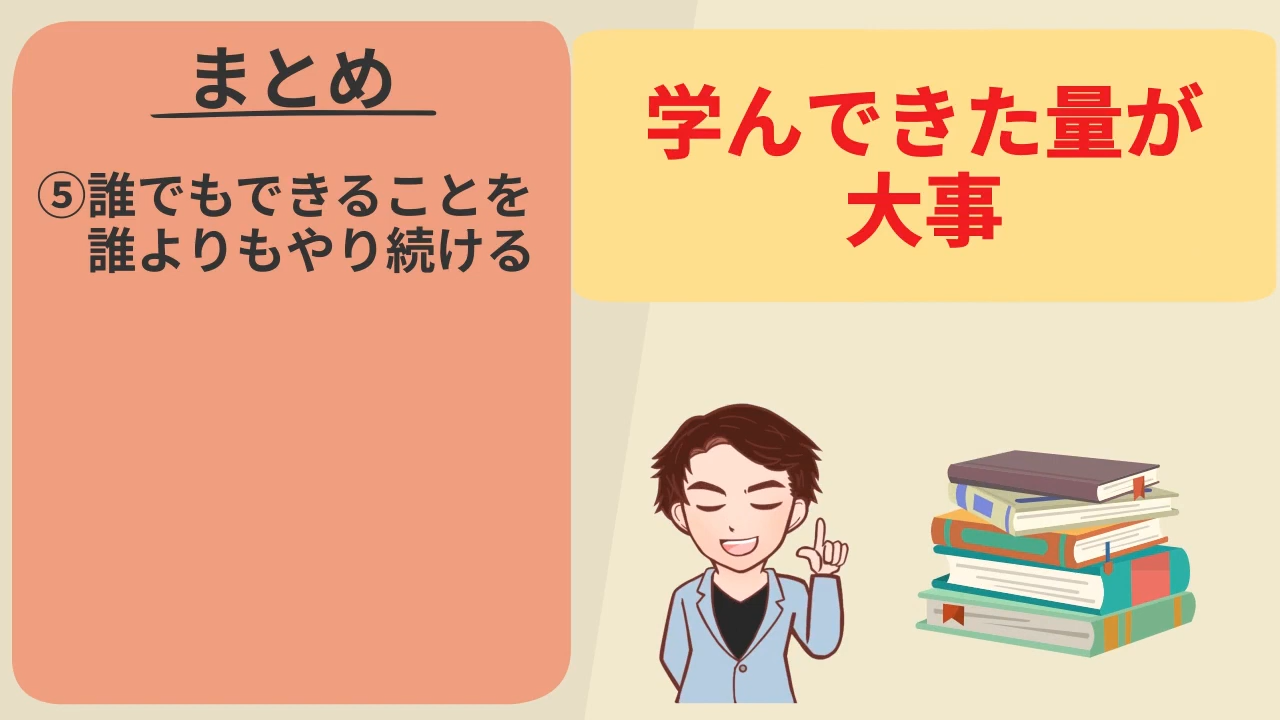 まとめ
⑤誰でもできることを
誰よりもやり続ける
学んできた量が
大事